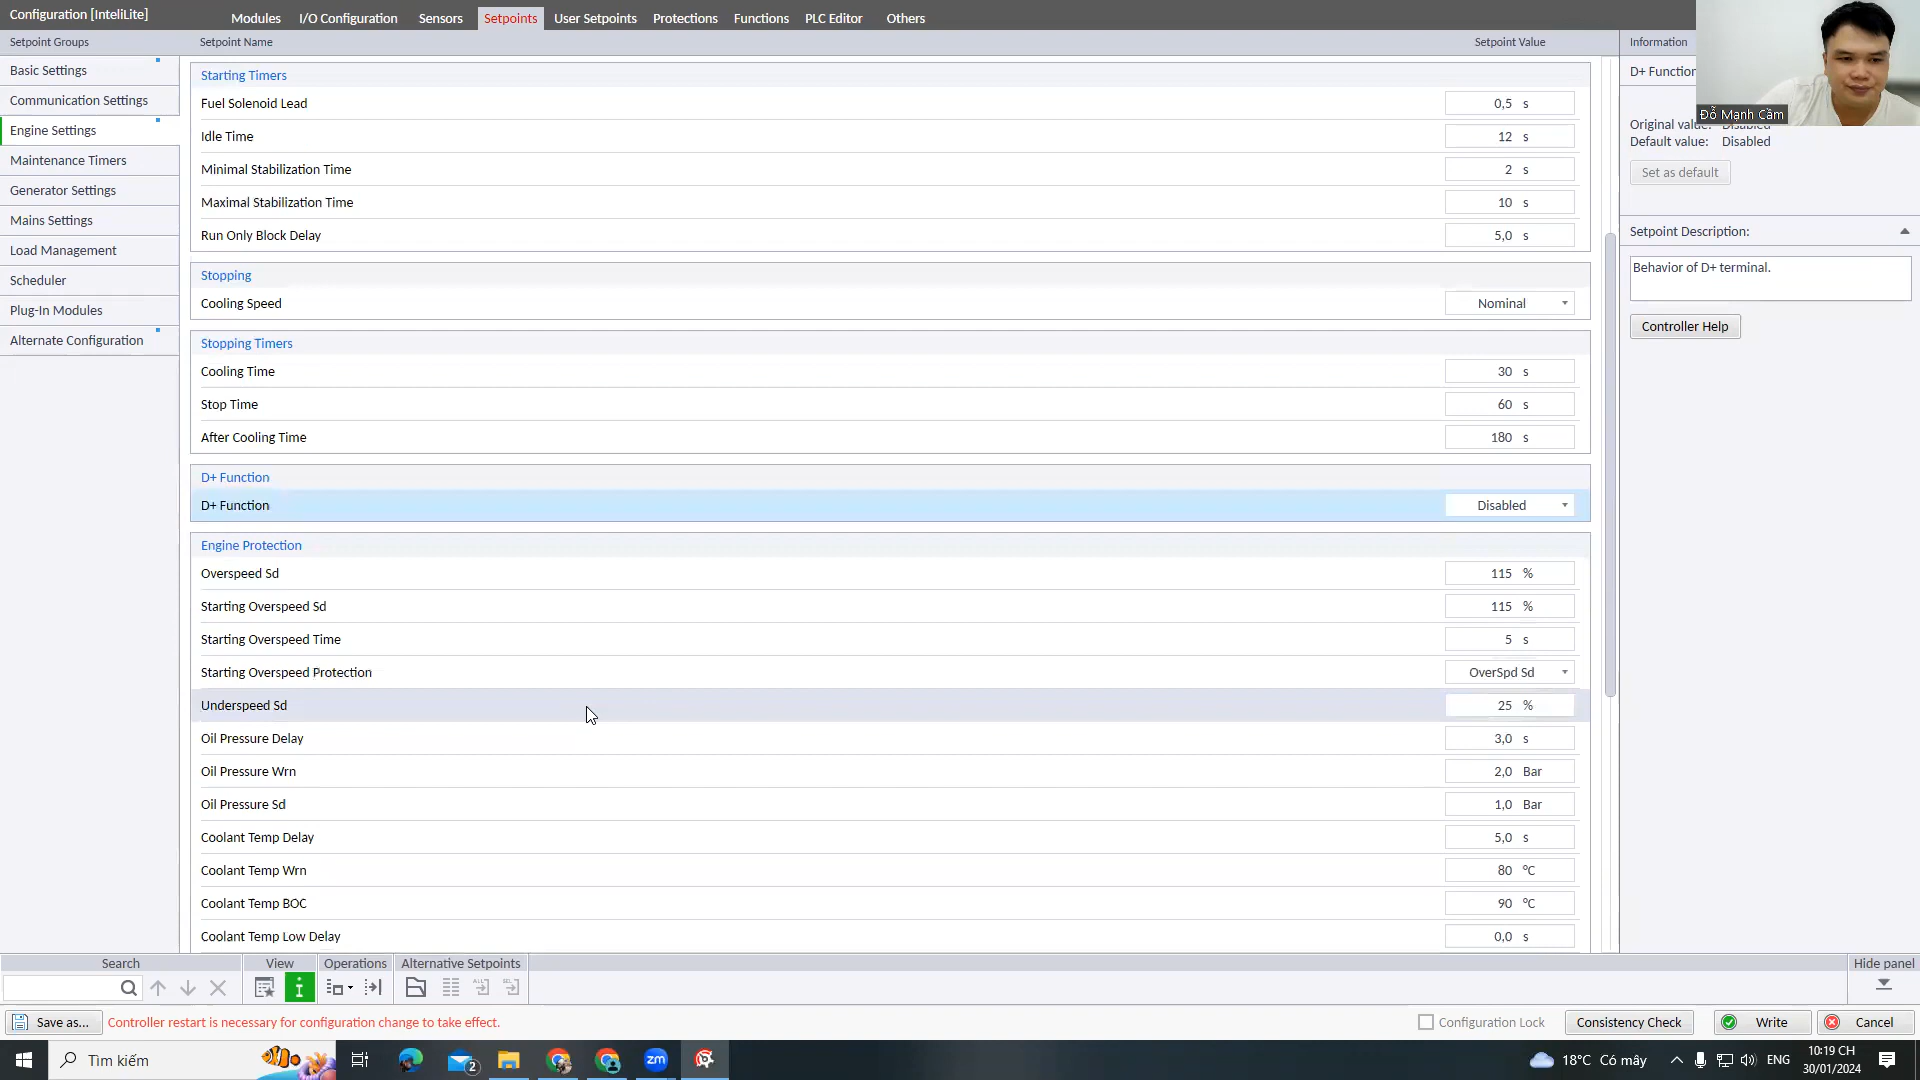 Configuration [InteliLite]
Modules
I/O Configuration
Sensors
Setpoints
User Setpoints
Protections
Functions
PLC Editor
Others
Setpoint Groups
Basic Settings
Communication Settings
Engine Settings
Maintenance Timers
Generator Settings
Mains Settings
Load Management
Scheduler
Plug-In Modules
Alternate Configuration
Setpoint Name Setpoint Value
Starting Timers
Fuel Solenoid Lead 0,5 s
Idle Time 12 s
Minimal Stabilization Time 2 s
Maximal Stabilization Time 10 s
Run Only Block Delay 5,0 s
Stopping
Cooling Speed Nominal
Stopping Timers
Cooling Time 30 s
Stop Time 60 s
After Cooling Time 180 s
D+ Function
D+ Function Disabled
Engine Protection
Overspeed Sd 115 %
Starting Overspeed Sd 115 %
Starting Overspeed Time 5 s
Starting Overspeed Protection OverSpd Sd
Underspeed Sd 25 %
Oil Pressure Delay 3,0 s
Oil Pressure Wrn 2,0 Bar
Oil Pressure Sd 1,0 Bar
Coolant Temp Delay 5,0 s
Coolant Temp Wrn 80 °C
Coolant Temp BOC 90 °C
Coolant Temp Low Delay 0,0 s
Information
D+ Function
Đỗ Mạnh Cầm
Original value: Disabled
Default value: Disabled
Set as default
Setpoint Description:
Behavior of D+ terminal.
Controller Help
Search
View
Operations
Alternative Setpoints
Hide panel
Save as...
Controller restart is necessary for configuration change to take effect.
Configuration Lock
Consistency Check
Write
Cancel
Tìm kiếm
2
zm
18°C Có mây
ENG
10:19 CH
30/01/2024